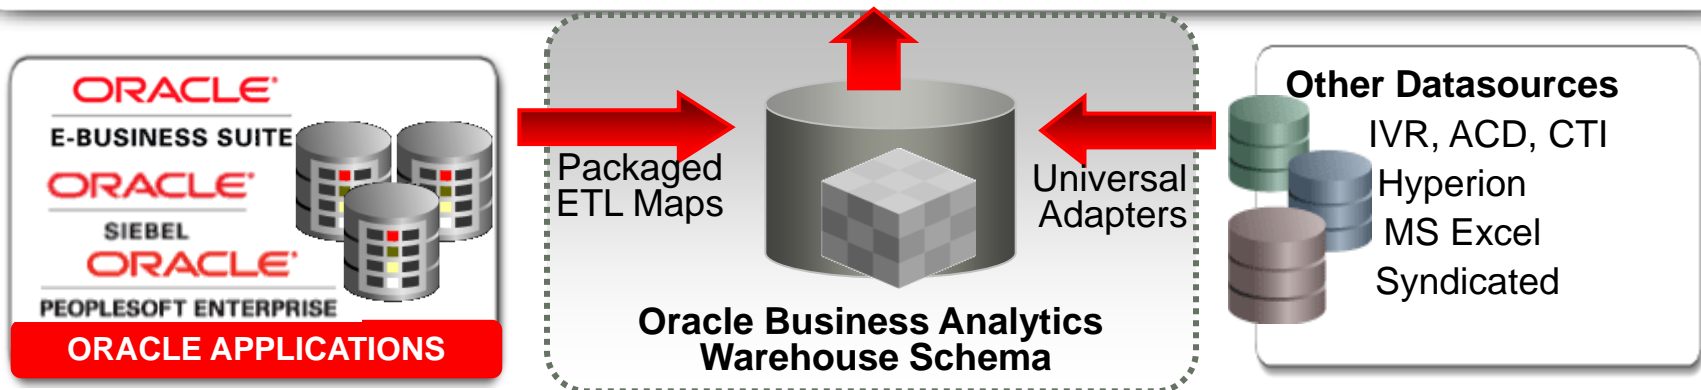 ORACLE
E-BUSINESS SUITE
ORACLE
SIEBEL
ORACLE
PEOPLESOFT ENTERPRISE
ORACLE APPLICATIONS
Packaged
ETL Maps
Oracle Business Analytics
Warehouse Schema
Universal
Adapters
Other Datasources
IVR, ACD, CTI
Hyperion
MS Excel
Syndicated